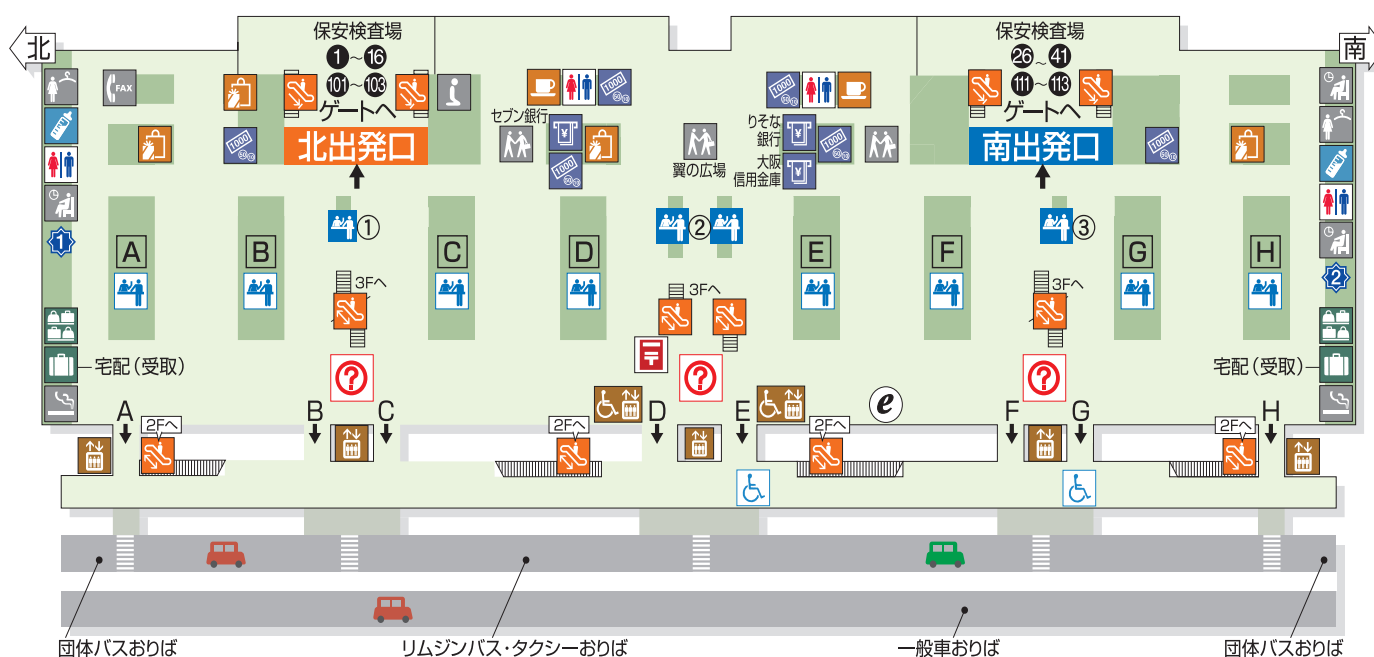 北
南
保安検査場
1～16
101～103
ゲートへ
北出発口
保安検査場
26～41
111～113
ゲートへ
南出発口
FAX
セブン銀行
翼の広場
りそな
銀行
大阪
信用金庫
①
②
③
1
2
A
B
C
D
E
F
G
H
3Fへ
3Fへ
3Fへ
?
?
?
〒
宅配(受取)
宅配(受取)
e
A
B
C
D
E
F
G
H
2Fへ
2Fへ
2Fへ
2Fへ
団体バスおりば
リムジンバス・タクシーおりば
一般車おりば
団体バスおりば